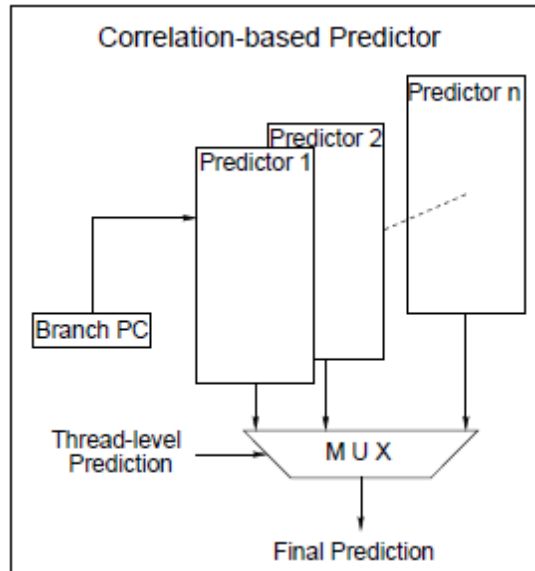 Correlation-based Predictor
Predictor n
Predictor 2
Predictor 1
Branch PC
Thread-level
Prediction
M U X
Final Prediction